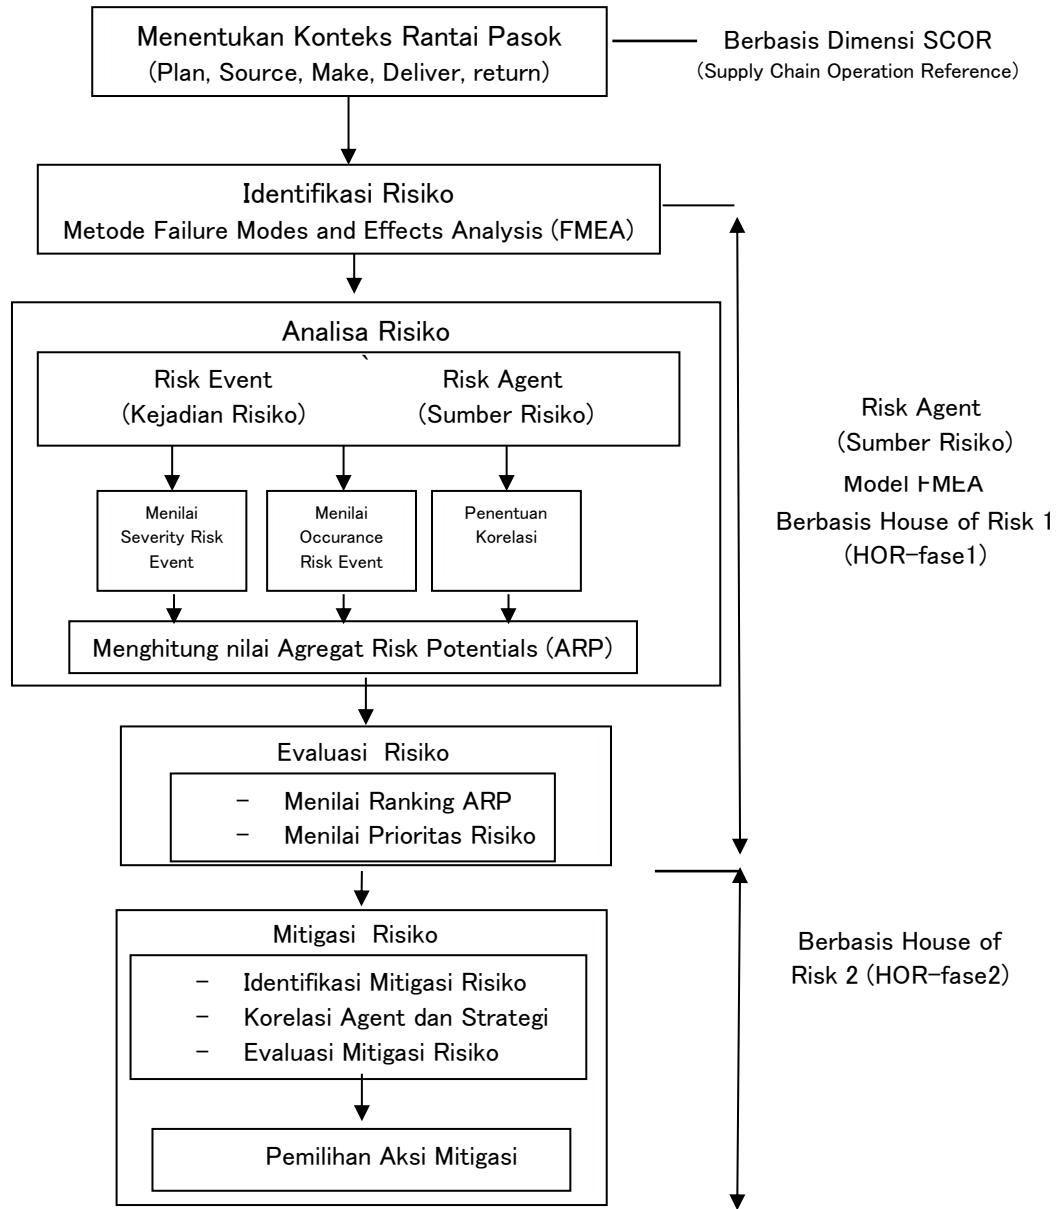 Menentukan Konteks Rantai Pasok
(Plan, Source, Make, Deliver, return)
Berbasis Dimensi SCOR
(Supply Chain Operation Reference)
Identifikasi Risiko
Metode Failure Modes and Effects Analysis (FMEA)
Analisa Risiko
`
Risk Event
(Kejadian Risiko)
Risk Agent
(Sumber Risiko)
Menilai
Severity Risk
Event
Menilai
Occurance
Risk Event
Penentuan
Korelasi
Menghitung nilai Agregat Risk Potentials (ARP)
Risk Agent
(Sumber Risiko)
Model FMEA
Berbasis House of Risk 1
(HOR-fase1)
Evaluasi Risiko
- Menilai Ranking ARP
- Menilai Prioritas Risiko
Mitigasi Risiko
- Identifikasi Mitigasi Risiko
- Korelasi Agent dan Strategi
- Evaluasi Mitigasi Risiko
Pemilihan Aksi Mitigasi
Berbasis House of
Risk 2 (HOR-fase2)